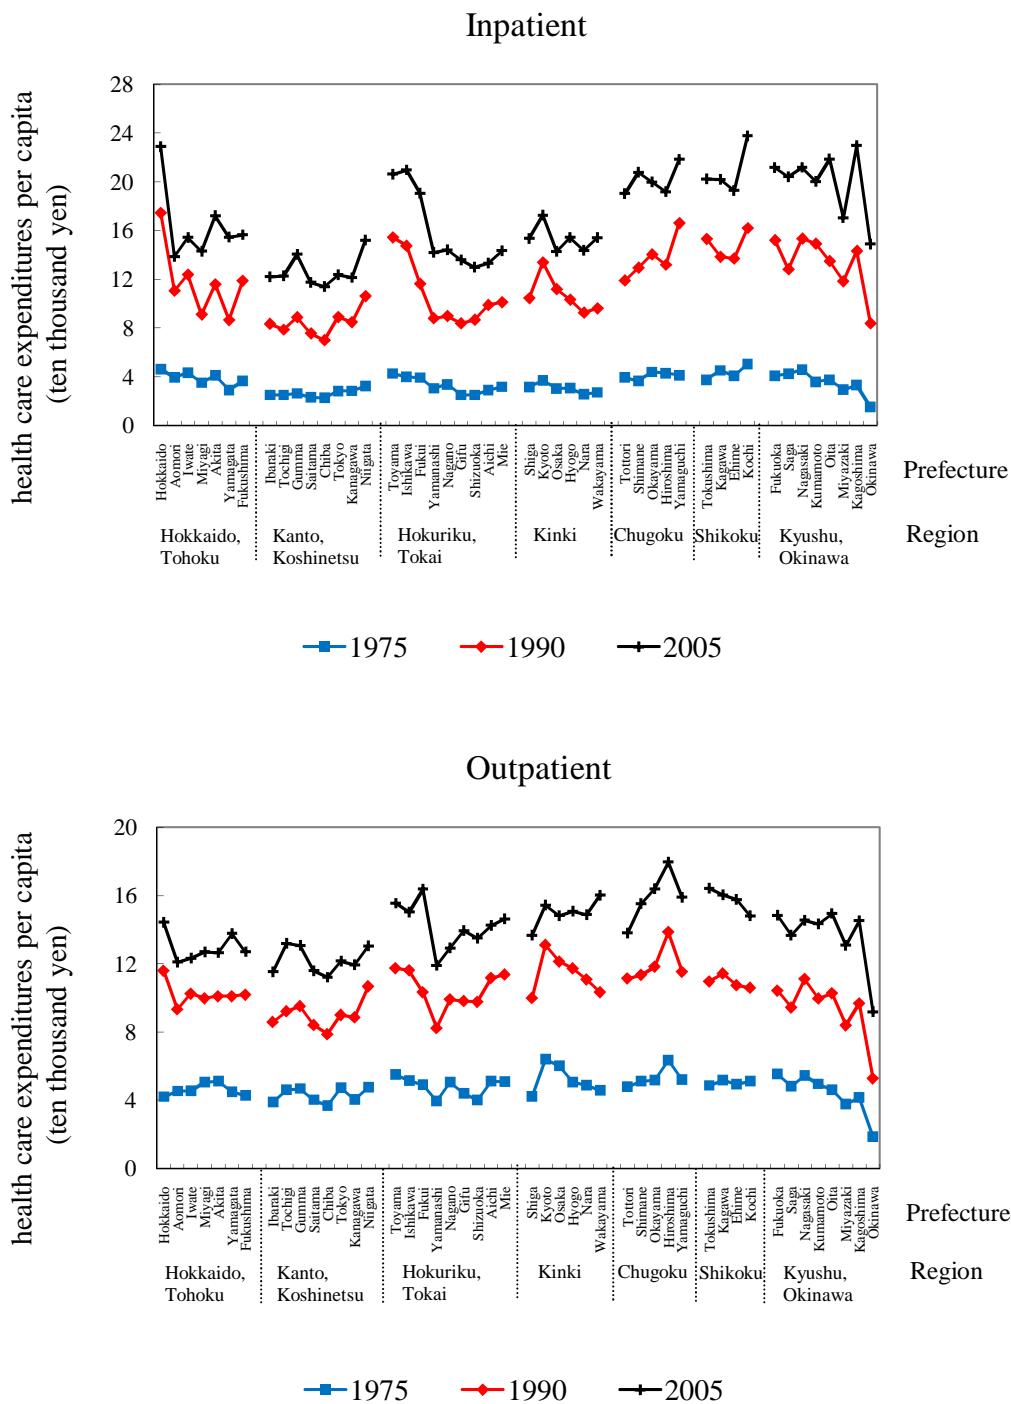 Inpatient
health care expenditures per capita
(ten thousand yen)
28
24
20
16
12
8
4
0
Hokkaido
Aomori
Iwate
Miyagi
Akita
Yamagata
Fukushima
Ibaraki
Tochigi
Gumma
Saitama
Chiba
Tokyo
Kanagawa
Niigata
Toyama
Ishikawa
Fukui
Yamanashi
Nagano
Gifu
Shizuoka
Aichi
Mie
Shiga
Kyoto
Osaka
Hyogo
Nara
Wakayama
Tottori
Shimane
Okayama
Hiroshima
Yamaguchi
Tokushima
Kagawa
Ehime
Kochi
Fukuoka
Saga
Nagasaki
Kumamoto
Oita
Miyazaki
Kagoshima
Okinawa
Prefecture
Hokkaido,
Tohoku
Kanto,
Koshinetsu
Hokuriku,
Tokai
Kinki
Chugoku
Shikoku
Kyushu,
Okinawa
Region
1975
1990
2005
Outpatient
health care expenditures per capita
(ten thousand yen)
20
16
12
8
4
0
Hokkaido
Aomori
Iwate
Miyagi
Akita
Yamagata
Fukushima
Ibaraki
Tochigi
Gumma
Saitama
Chiba
Tokyo
Kanagawa
Niigata
Toyama
Ishikawa
Fukui
Yamanashi
Nagano
Gifu
Shizuoka
Aichi
Mie
Shiga
Kyoto
Osaka
Hyogo
Nara
Wakayama
Tottori
Shimane
Okayama
Hiroshima
Yamaguchi
Tokushima
Kagawa
Ehime
Kochi
Fukuoka
Saga
Nagasaki
Kumamoto
Oita
Miyazaki
Kagoshima
Okinawa
Prefecture
Hokkaido,
Tohoku
Kanto,
Koshinetsu
Hokuriku,
Tokai
Kinki
Chugoku
Shikoku
Kyushu,
Okinawa
Region
1975
1990
2005